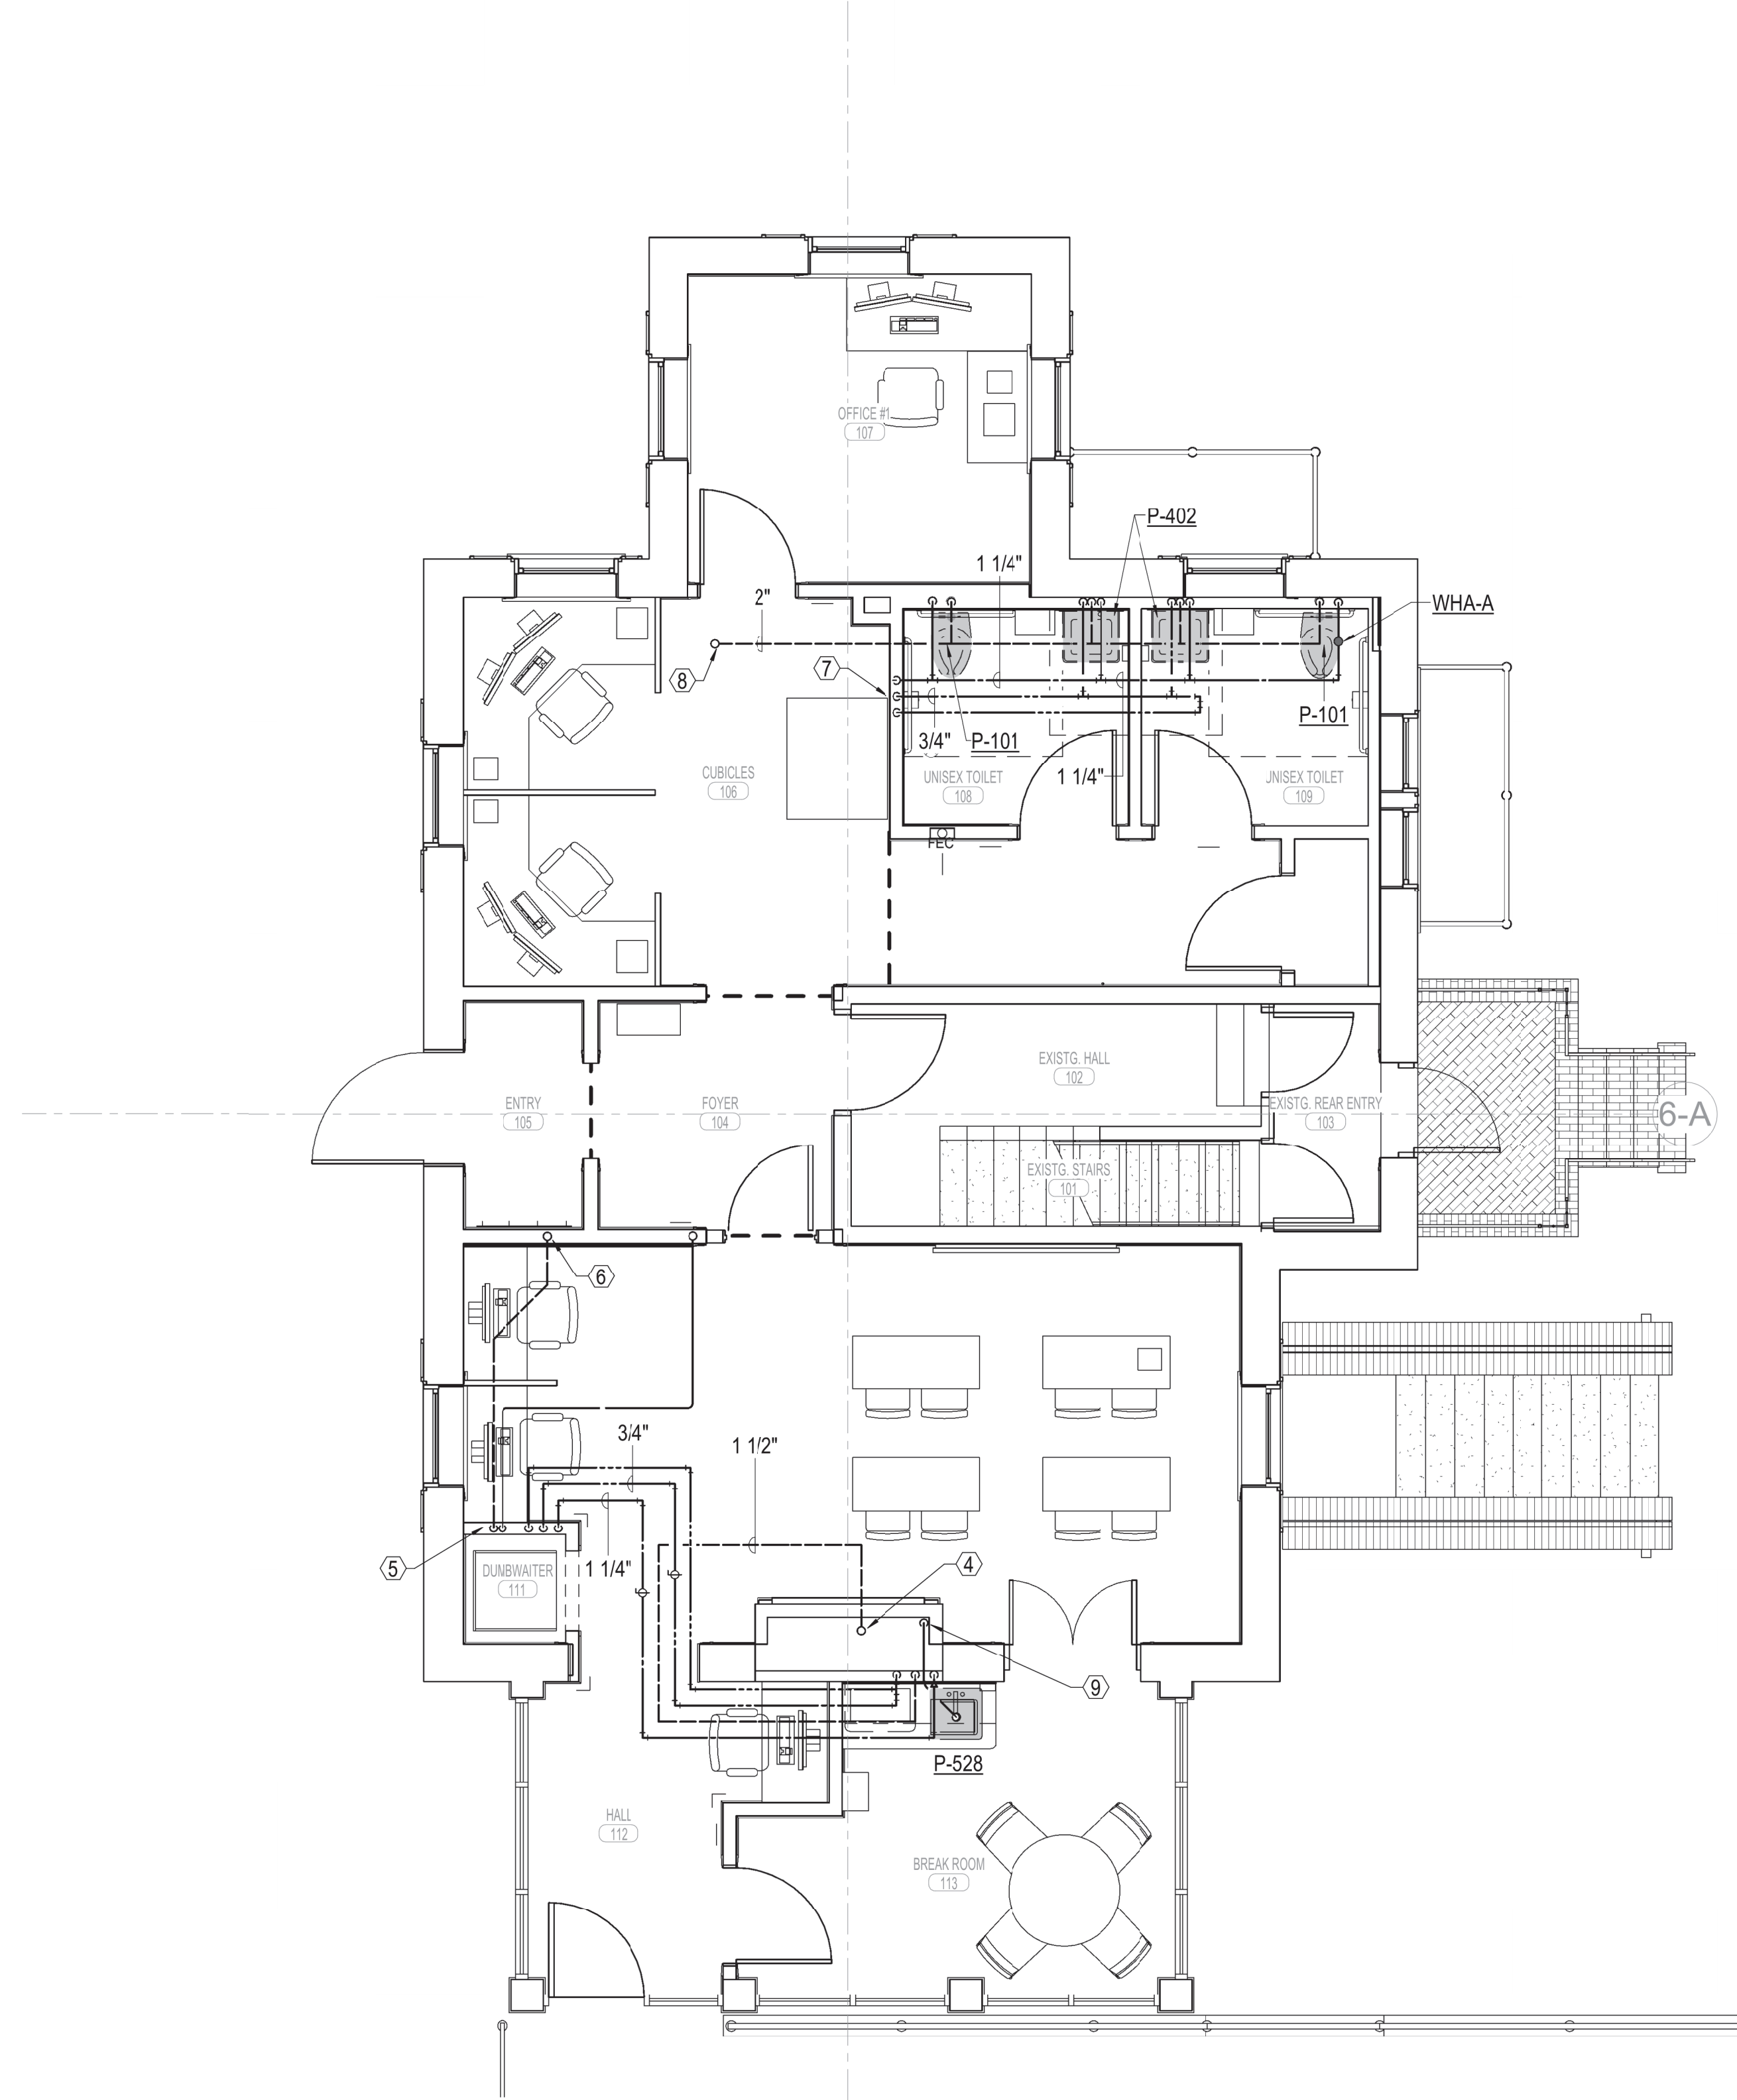 OFFICE #1
107
P-402
1 1/4"
2"
WHA-A
7
8
P-101
3/4"
P-101
CUBICLES
106
UNISEX TOILET
108
1 1/4"
JNISEX TOILET
109
FEC
EXISTG. HALL
102
ENTRY
105
FOYER
104
EXISTG. REAR ENTRY
103
6-A
EXISTG. STAIRS
101
6
3/4"
1 1/2"
5
DUMBWAITER
111
1 1/4"
4
9
P-528
HALL
112
BREAK ROOM
113